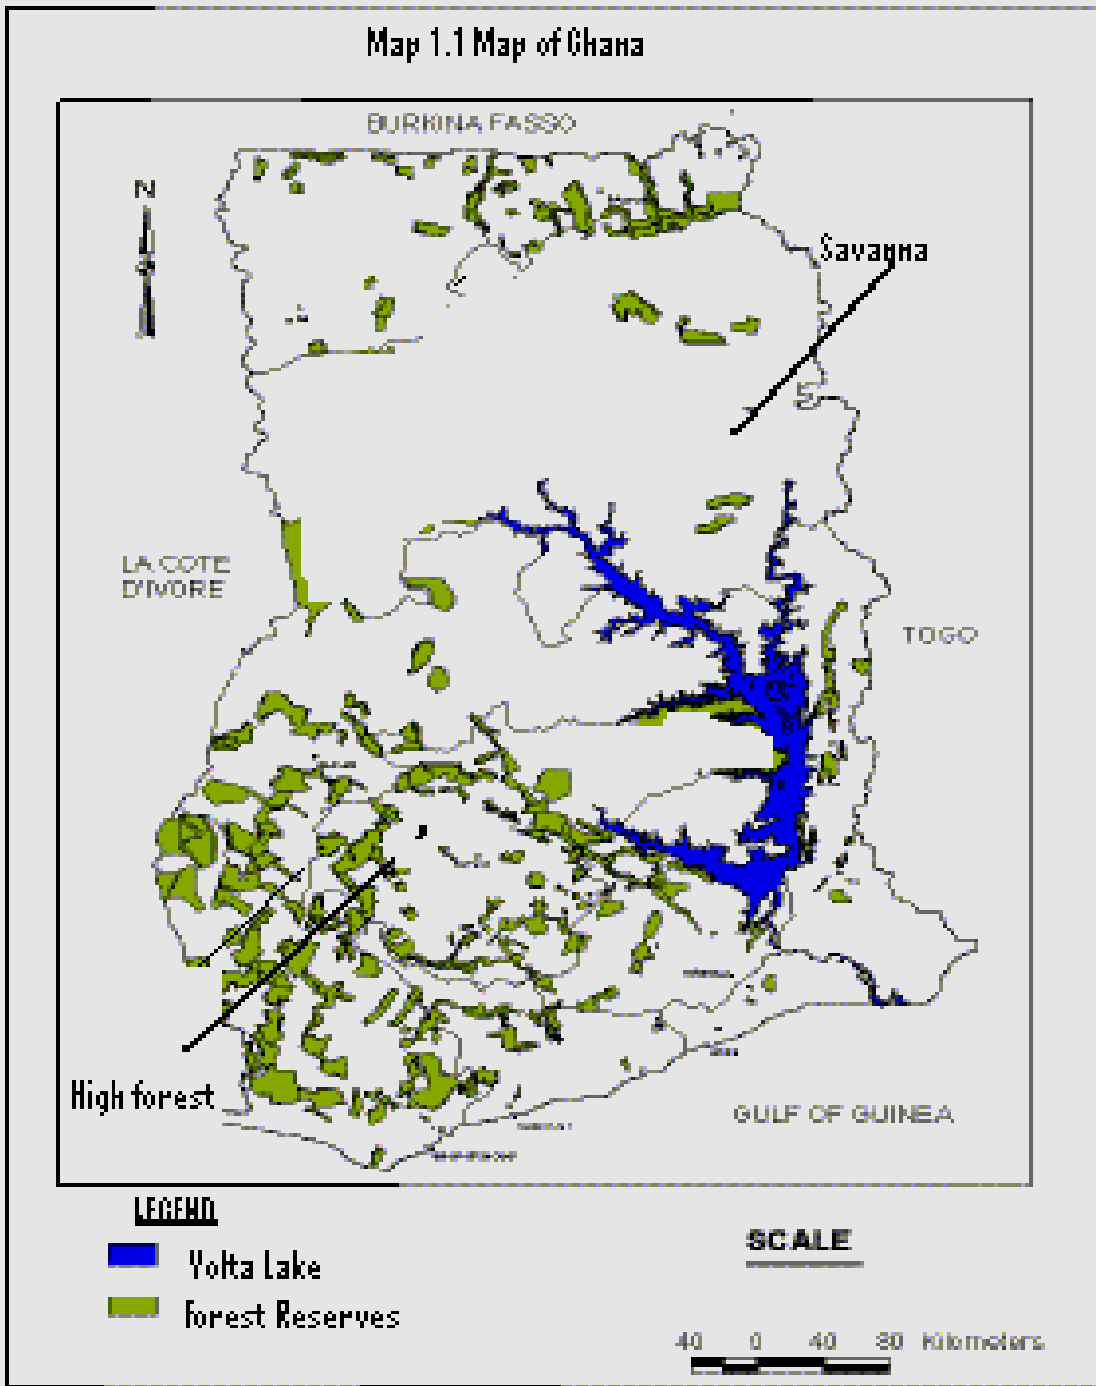 Map 1.1 Map of Ghana
BURKINA FASSO
N
Savanna
LA COTE
D'IVORE
TOGO
High forest
GULF OF GUINEA
LEGEND
Volta Lake
Forest Reserves
SCALE
40 0 40 80 Kilometers